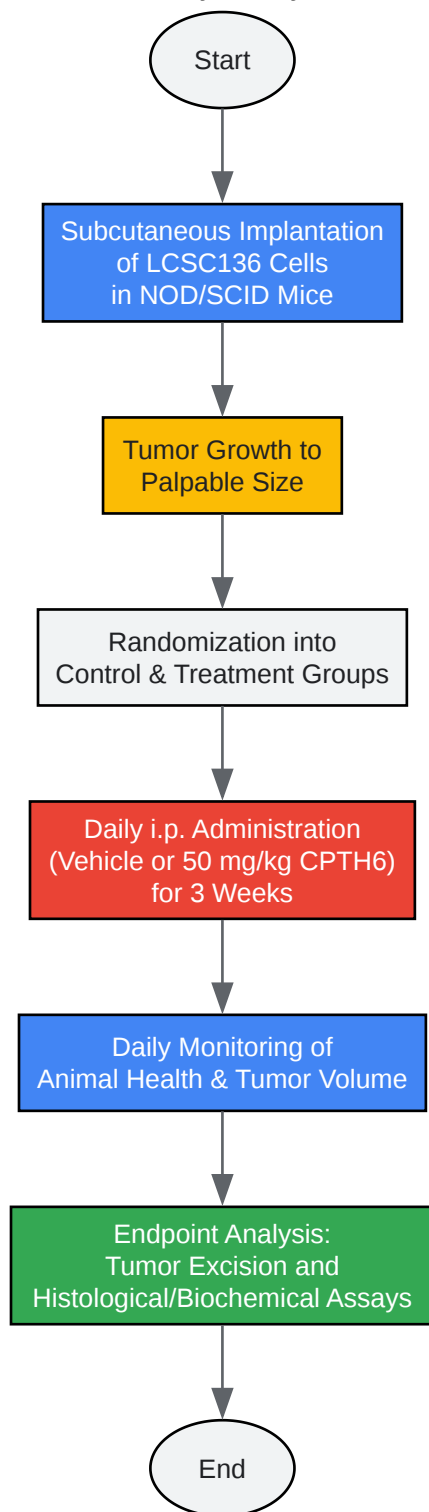 Start
Subcutaneous Implantation
of LCSC136 Cells
in NOD/SCID Mice
Tumor Growth to
Palpable Size
Randomization into
Control & Treatment Groups
Daily i.p. Administration
(Vehicle or 50 mg/kg CPTH6)
for 3 Weeks
Daily Monitoring of
Animal Health & Tumor Volume
Endpoint Analysis:
Tumor Excision and
Histological/Biochemical Assays
End